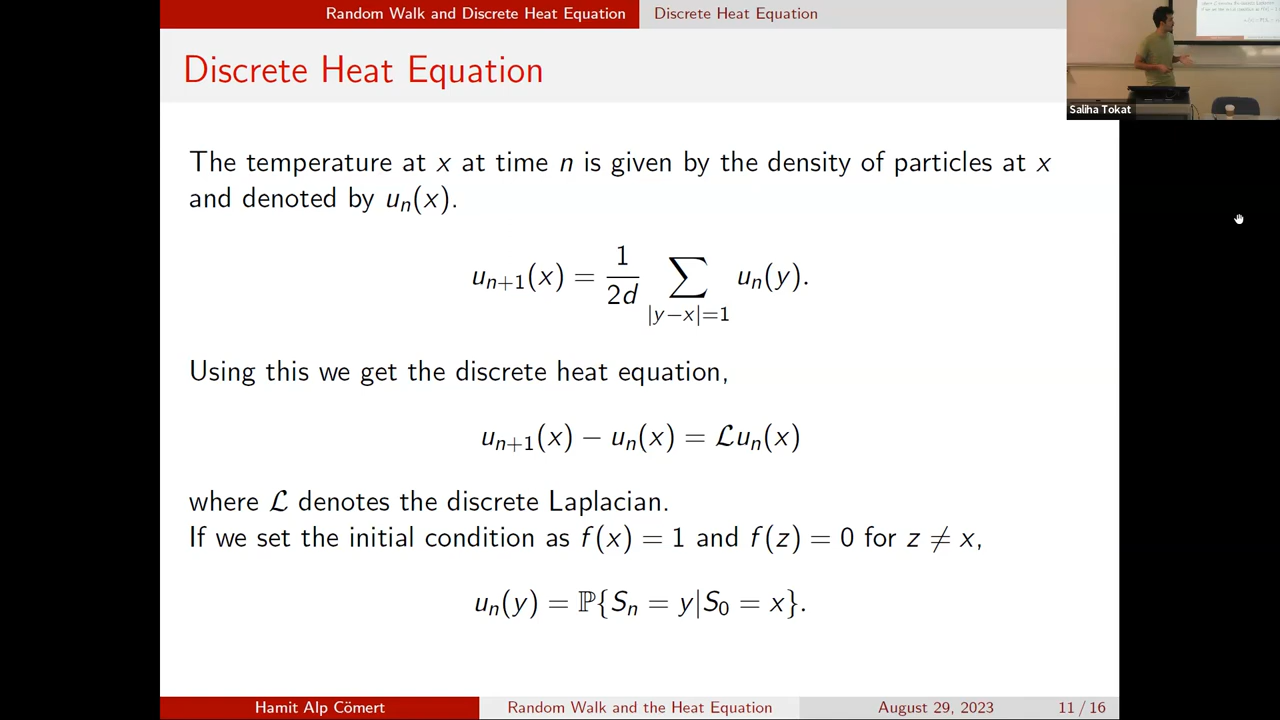 Random Walk and Discrete Heat Equation Discrete Heat Equation
Discrete Heat Equation
Saliha Tokat
The temperature at x at time n is given by the density of particles at x
and denoted by uₙ(x).
uₙ₊₁(x) = 1/2d ∑_{|y−x|=1} uₙ(y).
Using this we get the discrete heat equation,
uₙ₊₁(x) − uₙ(x) = ℒuₙ(x)
where ℒ denotes the discrete Laplacian.
If we set the initial condition as f(x) = 1 and f(z) = 0 for z ≠ x,
uₙ(y) = ℙ{Sₙ = y|S₀ = x}.
Hamit Alp Cömert Random Walk and the Heat Equation August 29, 2023 11 / 16